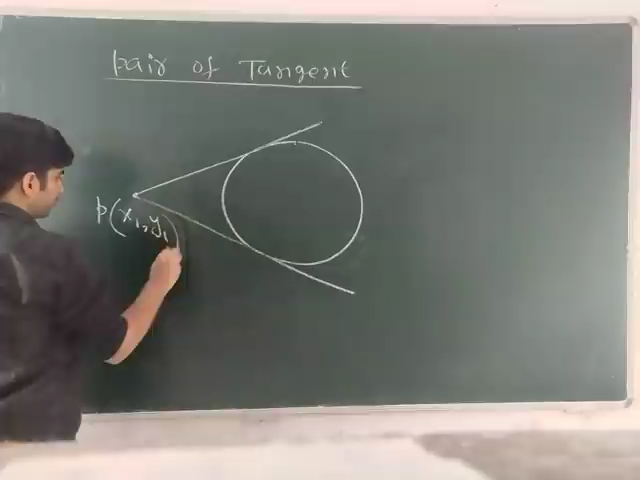 pair of Tangent
p(x₁, y₁)